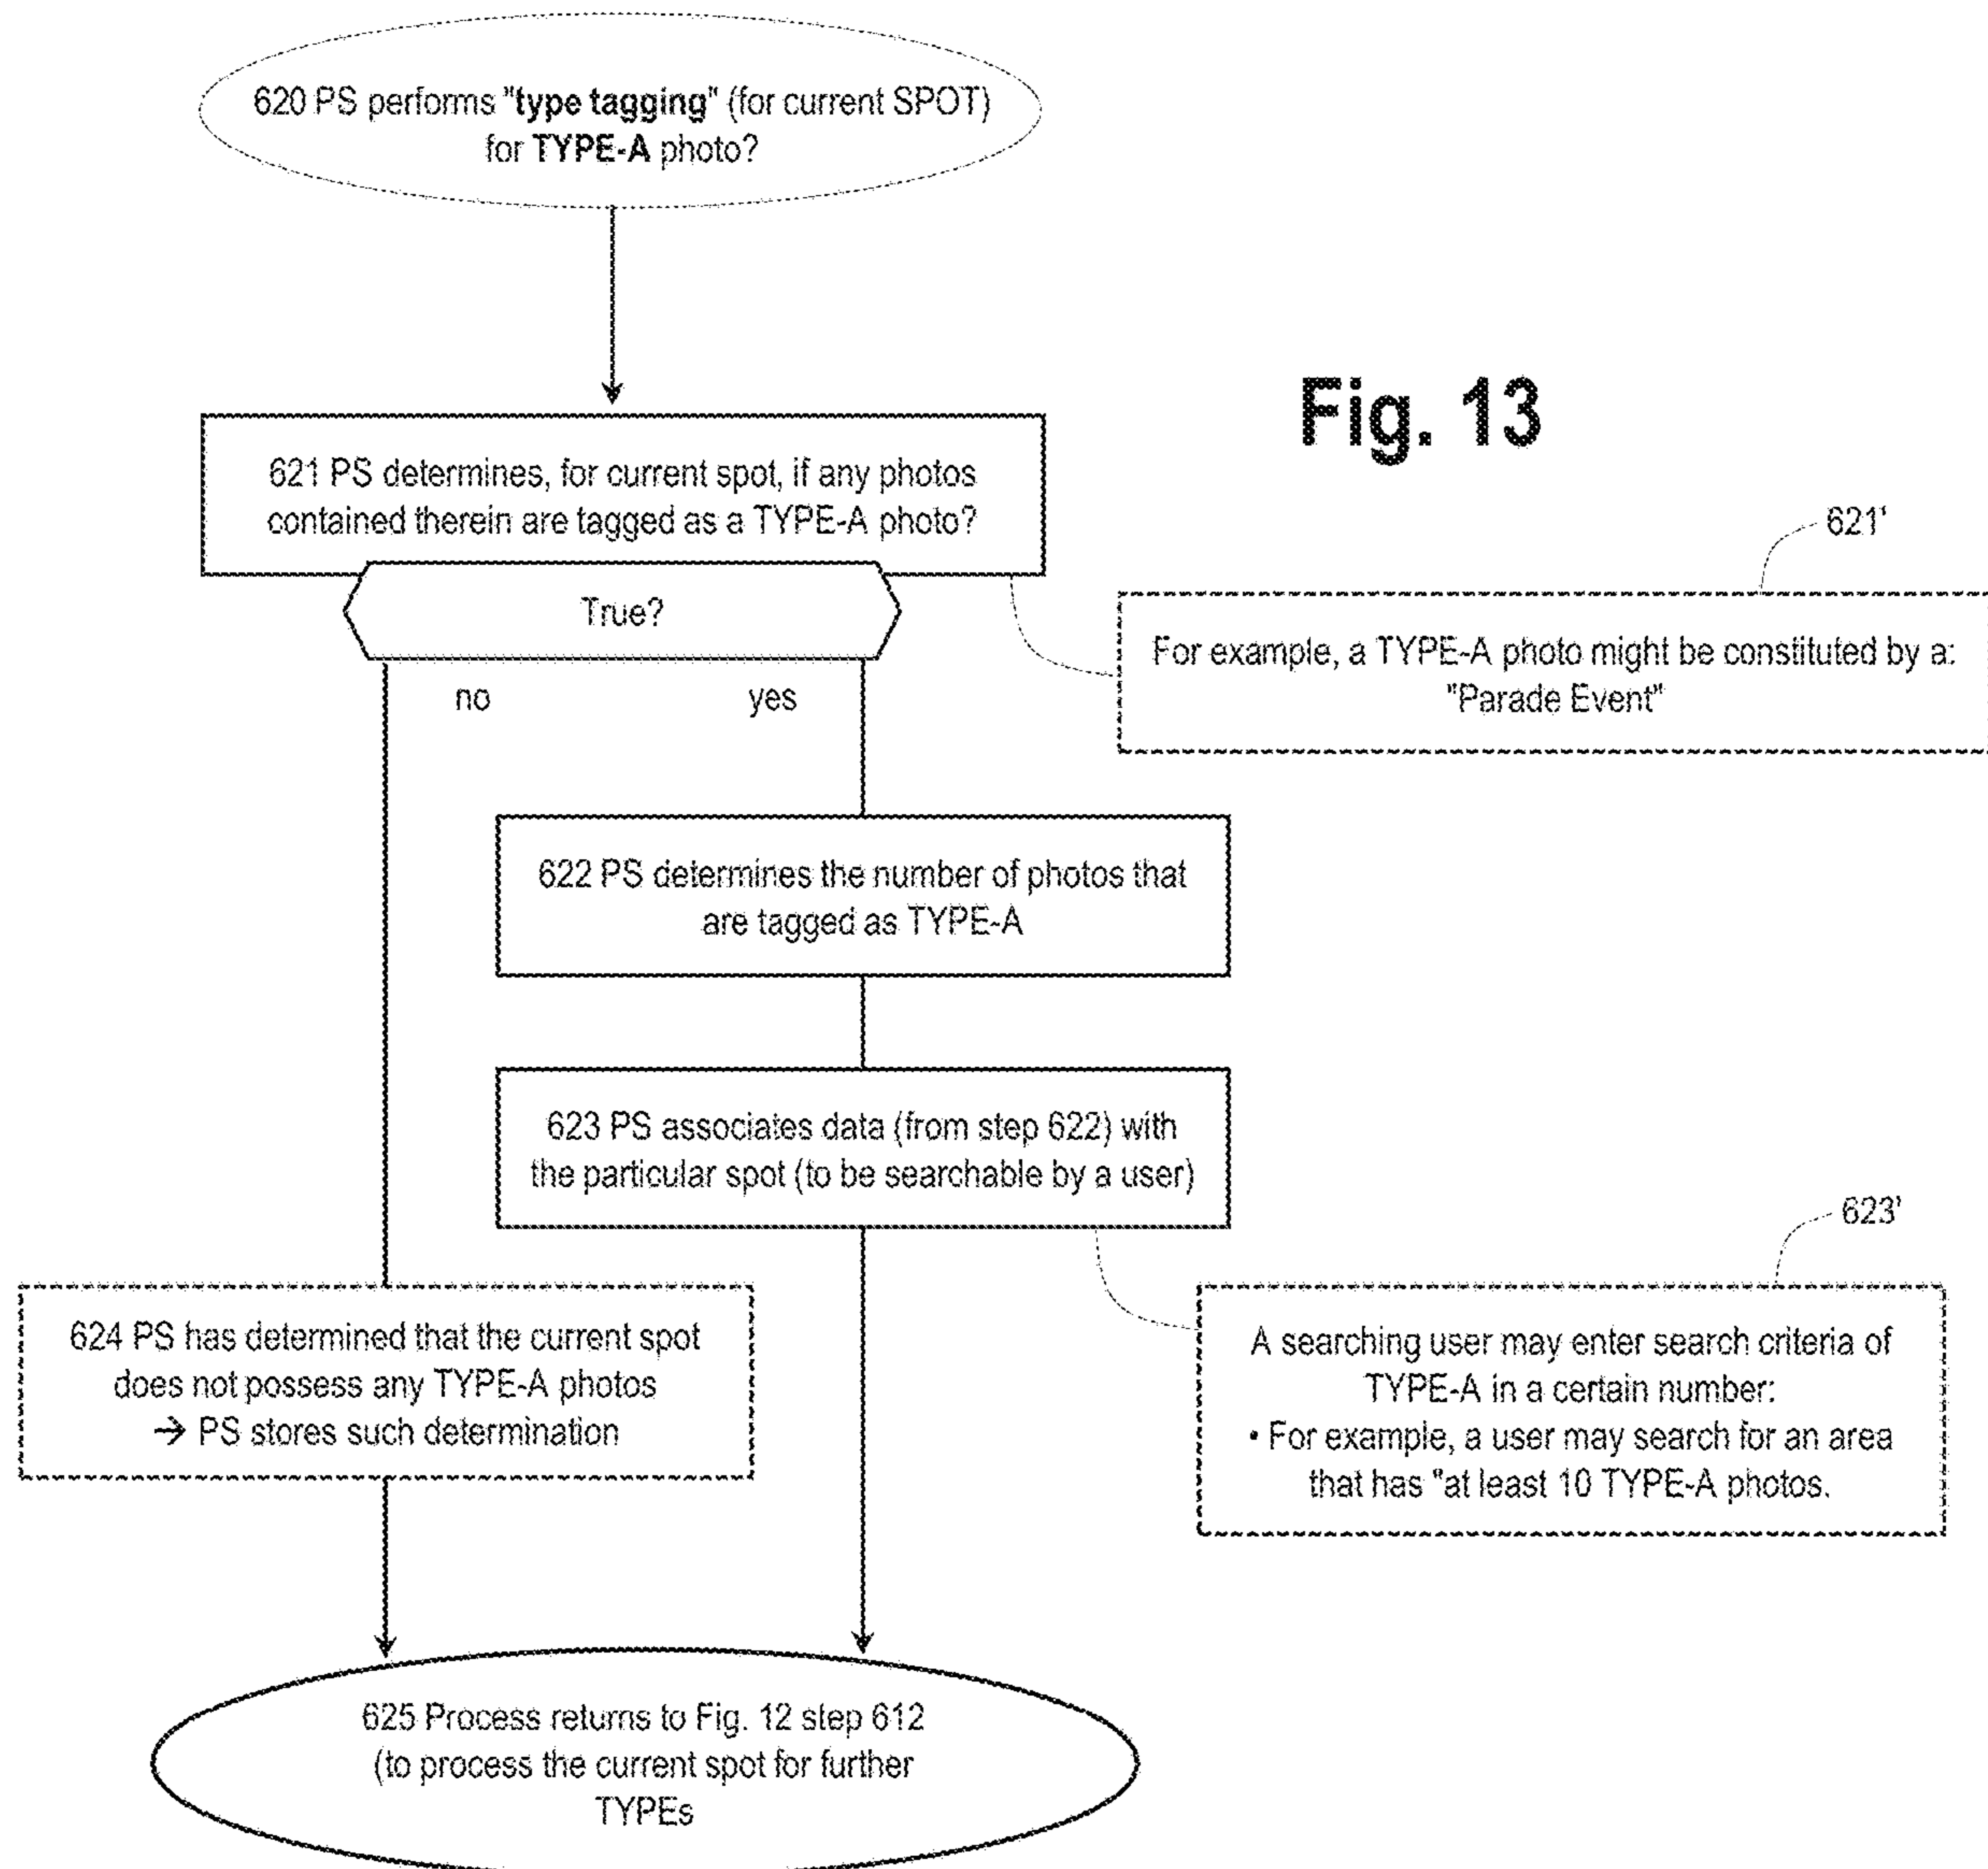 620 PS performs "type tagging" (for current SPOT)
for TYPE-A photo?
Fig. 13
621 PS determines, for current spot, if any photos
contained therein are tagged as a TYPE-A photo?
621'
True?
For example, a TYPE-A photo might be constituted by a:
"Parade Event"
no
yes
622 PS determines the number of photos that
are tagged as TYPE-A
623 PS associates data (from step 622) with
the particular spot (to be searchable by a user)
623'
624 PS has determined that the current spot
does not possess any TYPE-A photos
→ PS stores such determination
A searching user may enter search criteria of
TYPE-A in a certain number:
• For example, a user may search for an area
that has "at least 10 TYPE-A photos.
625 Process returns to Fig. 12 step 612
(to process the current spot for further
TYPEs